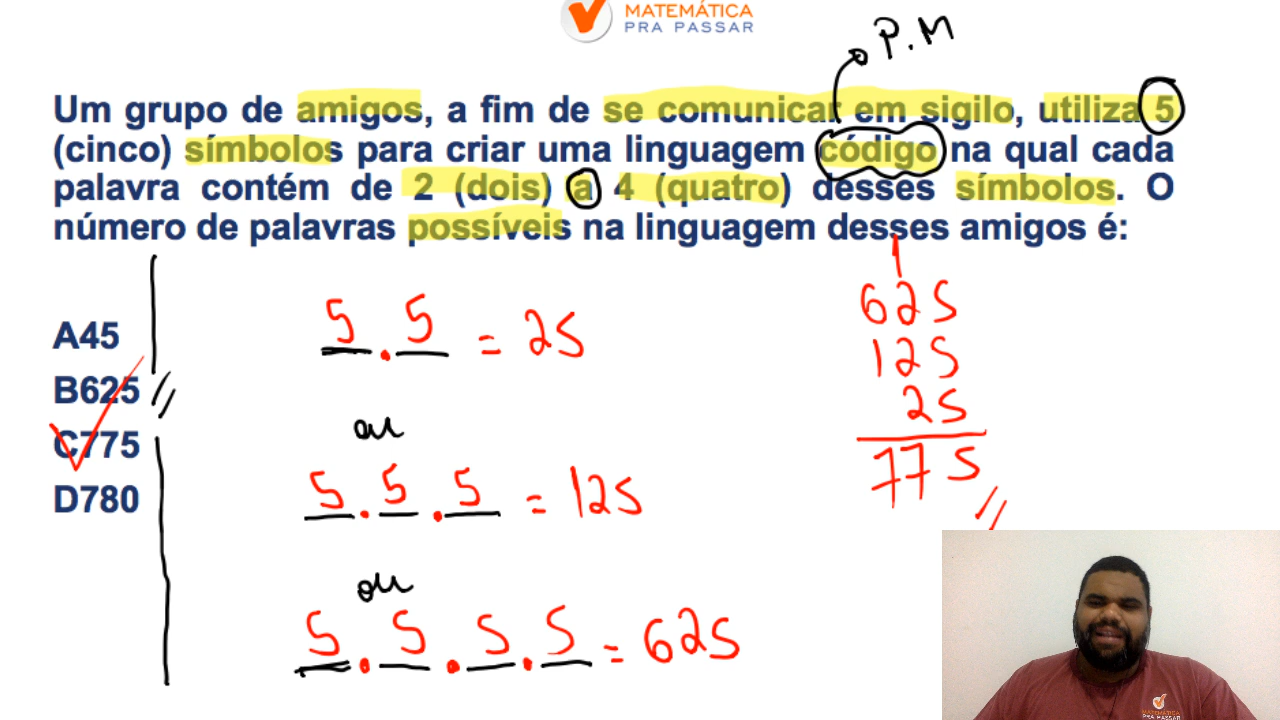 MATEMÁTICA
PRA PASSAR
P.M
Um grupo de amigos, a fim de se comunicar em sigilo, utiliza 5
(cinco) símbolos para criar uma linguagem código na qual cada
palavra contém de 2 (dois) a 4 (quatro) desses símbolos. O
número de palavras possíveis na linguagem desses amigos é:
A45
B625
C775
D780
5 . 5 = 25
ou
5 . 5 . 5 = 125
ou
5 . 5 . 5 . 5 = 625
1
625
125
25
775
MATEMÁTICA
PRA PASSAR